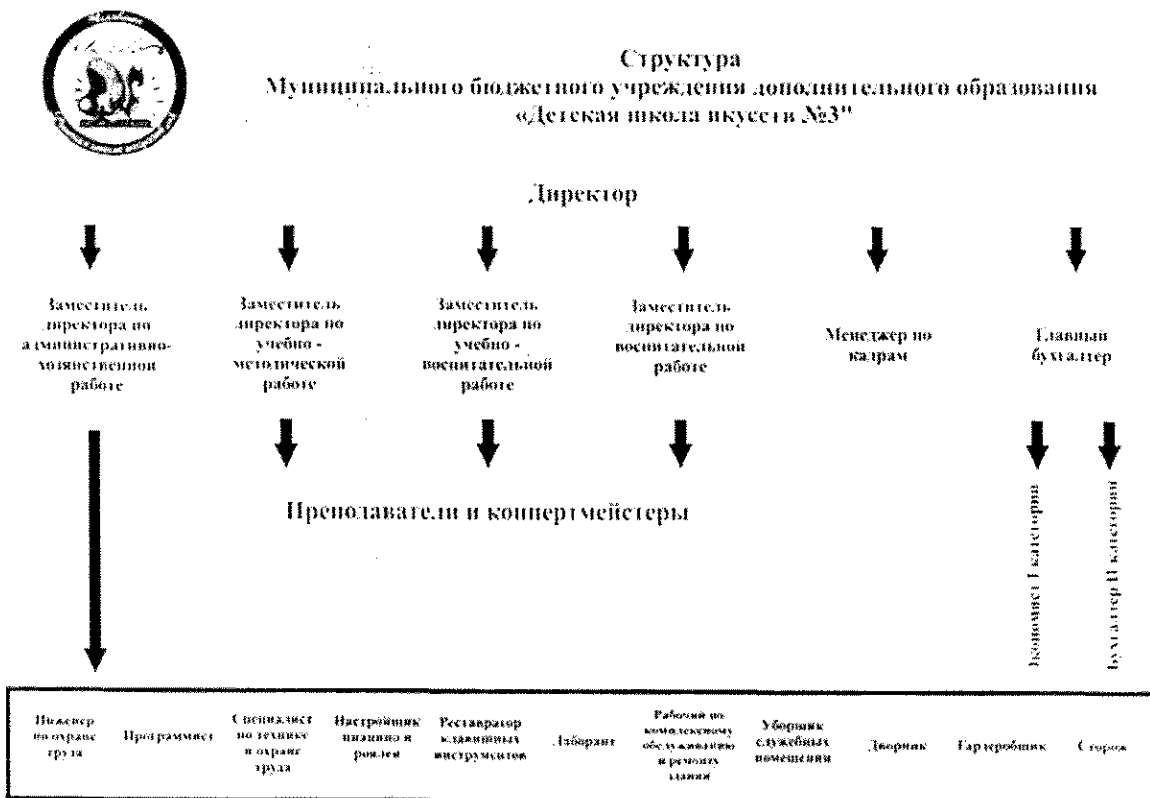 Структура
Муниципального бюджетного учреждения дополнительного образования
«Детская школа икусств №3"
Директор
Заместитель
директора по
административно-
хозяйственной
работе
Заместитель
директора по
учебно -
методической
работе
Заместитель
директора по
учебно -
воспитательной
работе
Заместитель
директора по
воспитательной
работе
Менеджер по
кадрам
Главный
бухгалтер
Преподаватели и концертмейстеры
Экономист I категории
Бухгалтер II категории
Инженер
по охране
труда
Программист
Специалист
по технике
и охране
труда
Настройщик
пианино и
роялей
Реставратор
клавишных
инструментов
Лаборант
Рабочий по
комплексному
обслуживанию
и ремонту
здания
Уборщик
служебных
помещений
Дворник
Гардеробщик
Сторож